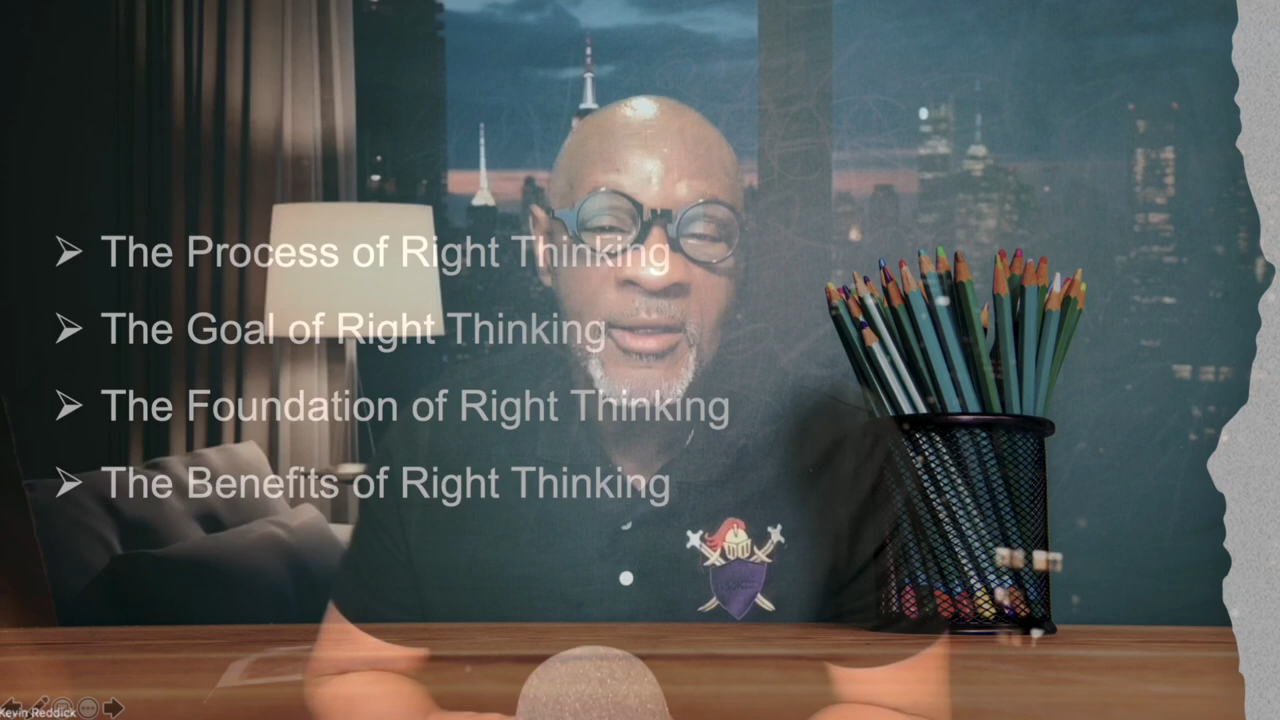 ➢ The Process of Right Thinking
➢ The Goal of Right Thinking
➢ The Foundation of Right Thinking
➢ The Benefits of Right Thinking
Kevin Reddick